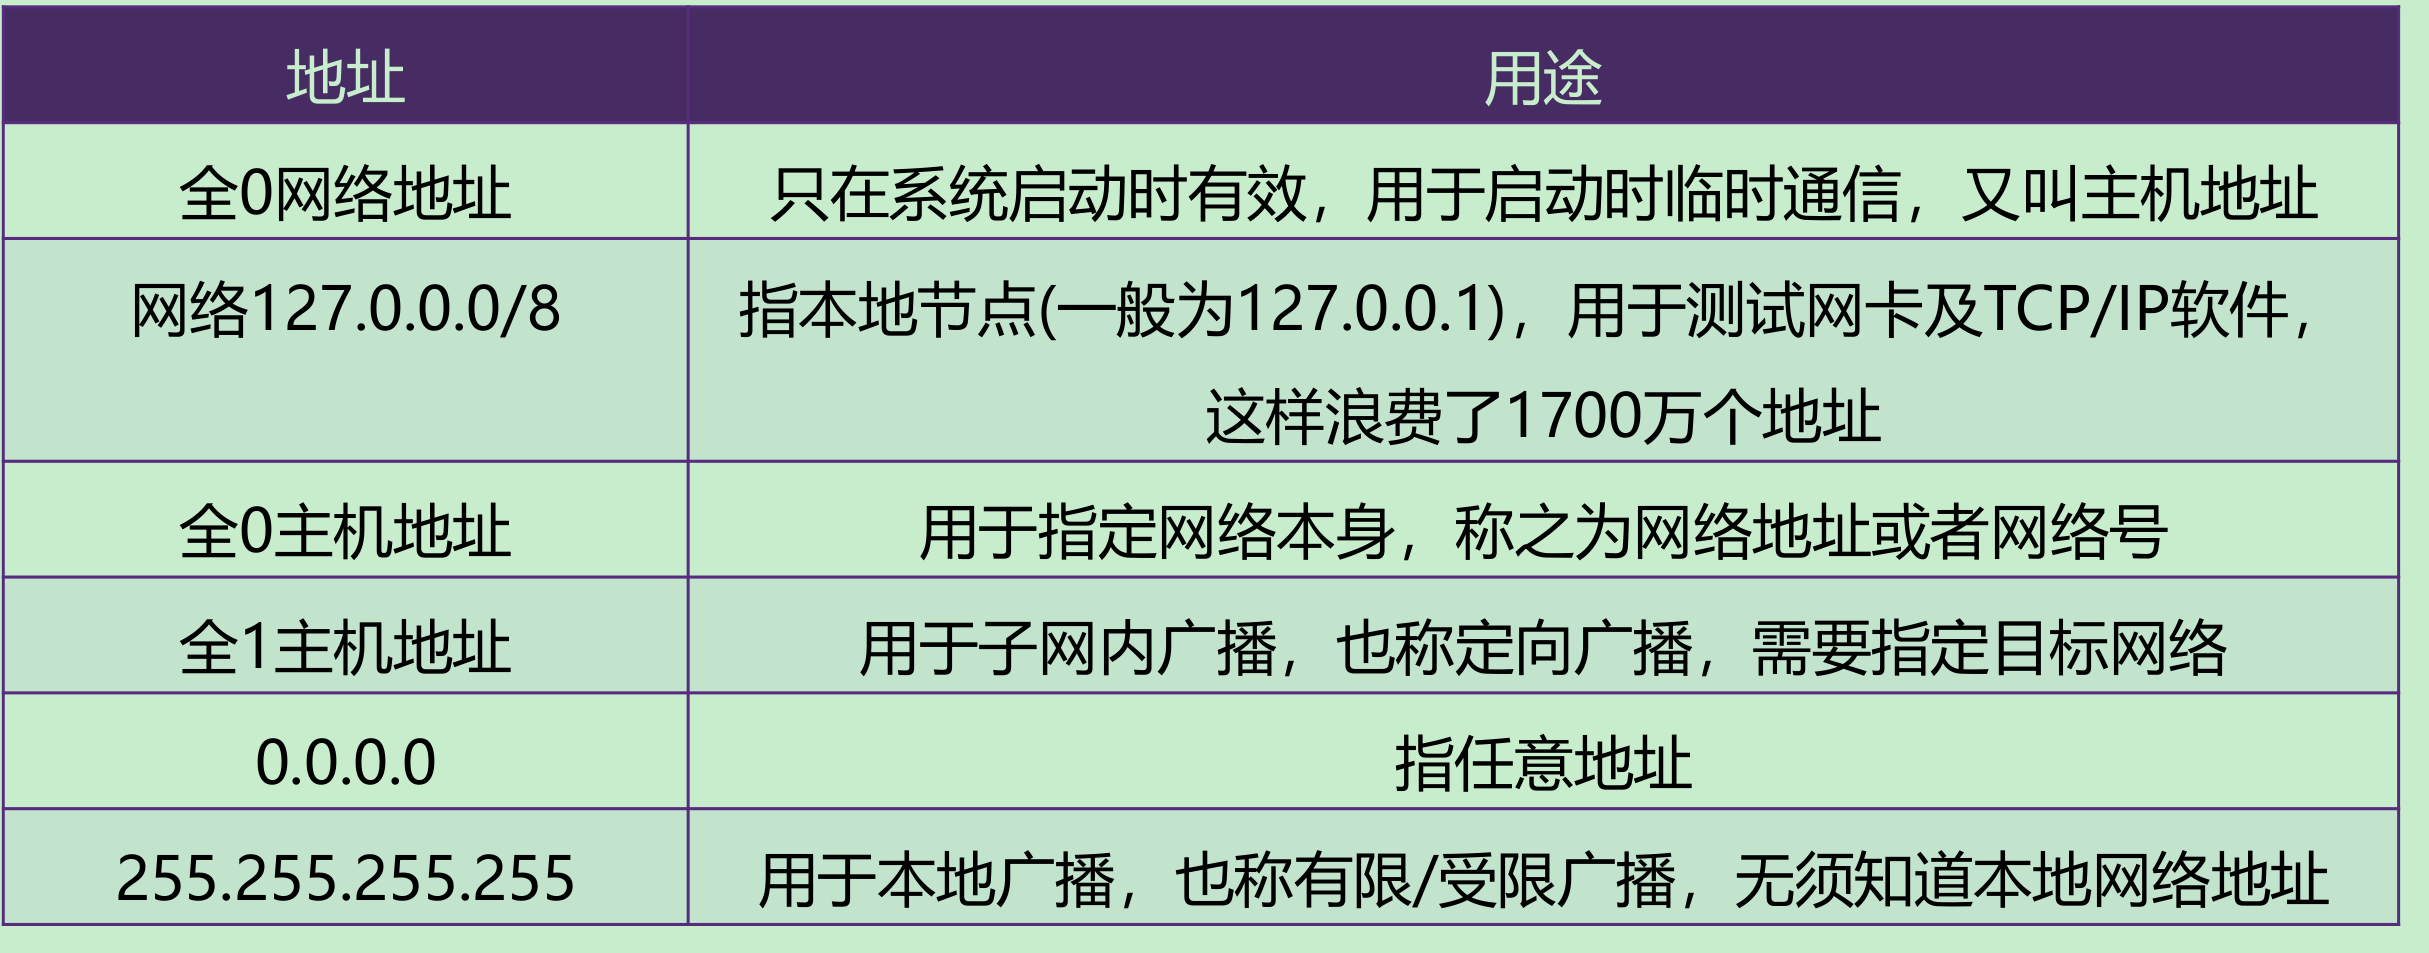 地址 用途
全0网络地址 只在系统启动时有效，用于启动时临时通信，又叫主机地址
网络127.0.0.0/8 指本地节点(一般为127.0.0.1)，用于测试网卡及TCP/IP软件，
这样浪费了1700万个地址
全0主机地址 用于指定网络本身，称之为网络地址或者网络号
全1主机地址 用于子网内广播，也称定向广播，需要指定目标网络
0.0.0.0 指任意地址
255.255.255.255 用于本地广播，也称有限/受限广播，无须知道本地网络地址